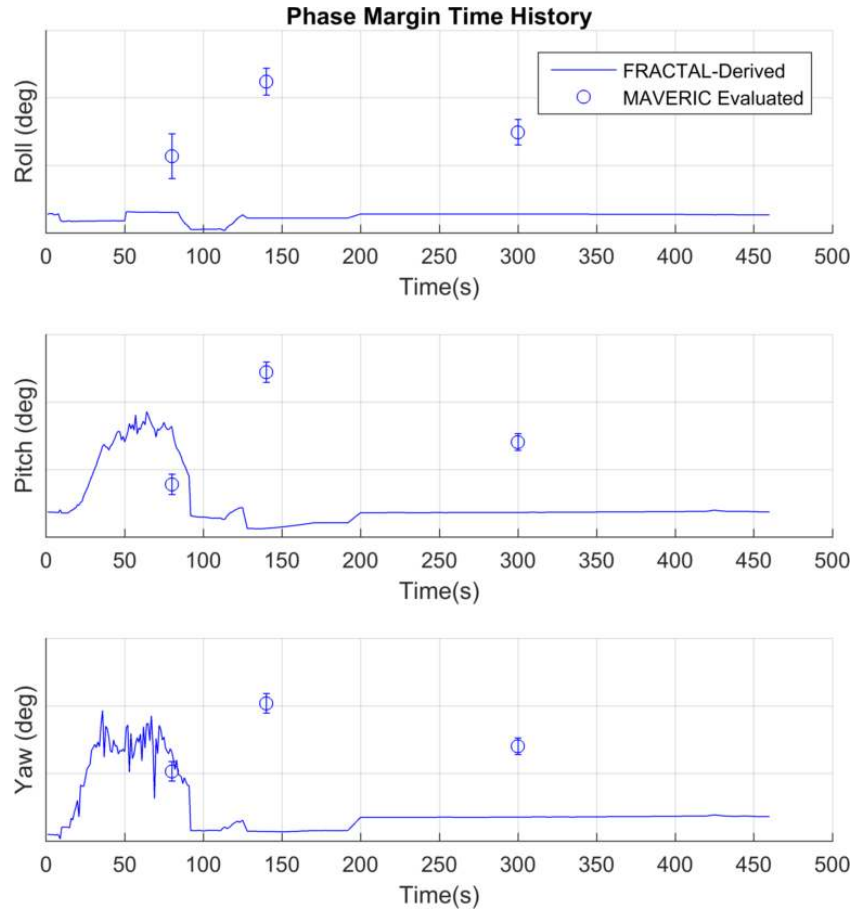 Phase Margin Time History
FRACTAL-Derived
MAVERIC Evaluated
Roll (deg)
0 50 100 150 200 250 300 350 400 450 500
Time(s)
Pitch (deg)
0 50 100 150 200 250 300 350 400 450 500
Time(s)
Yaw (deg)
0 50 100 150 200 250 300 350 400 450 500
Time(s)